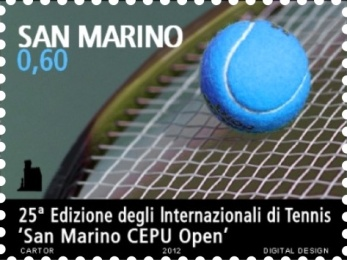 SAN MARINO
0,60
25ª Edizione degli Internazionali di Tennis
'San Marino CEPU Open'
CARTOR 2012 DIGITAL DESIGN